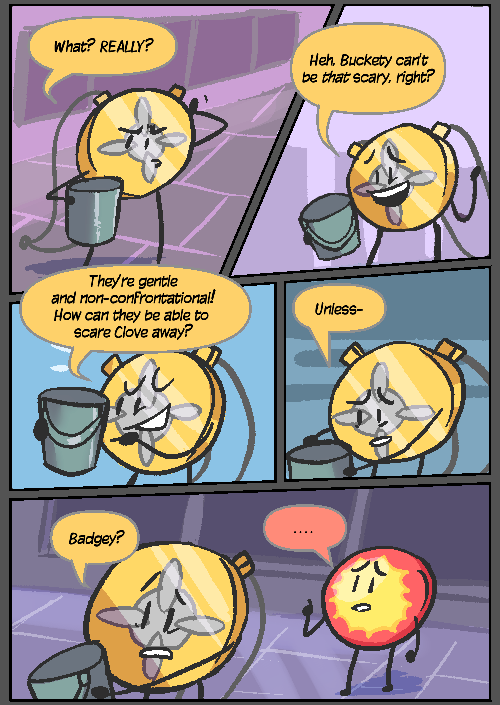 What? REALLY?
Heh, Buckety can't
be that scary, right?
They're gentle
and non-confrontational!
How can they be able to
scare Clove away?
Unless-
Badgey?
....